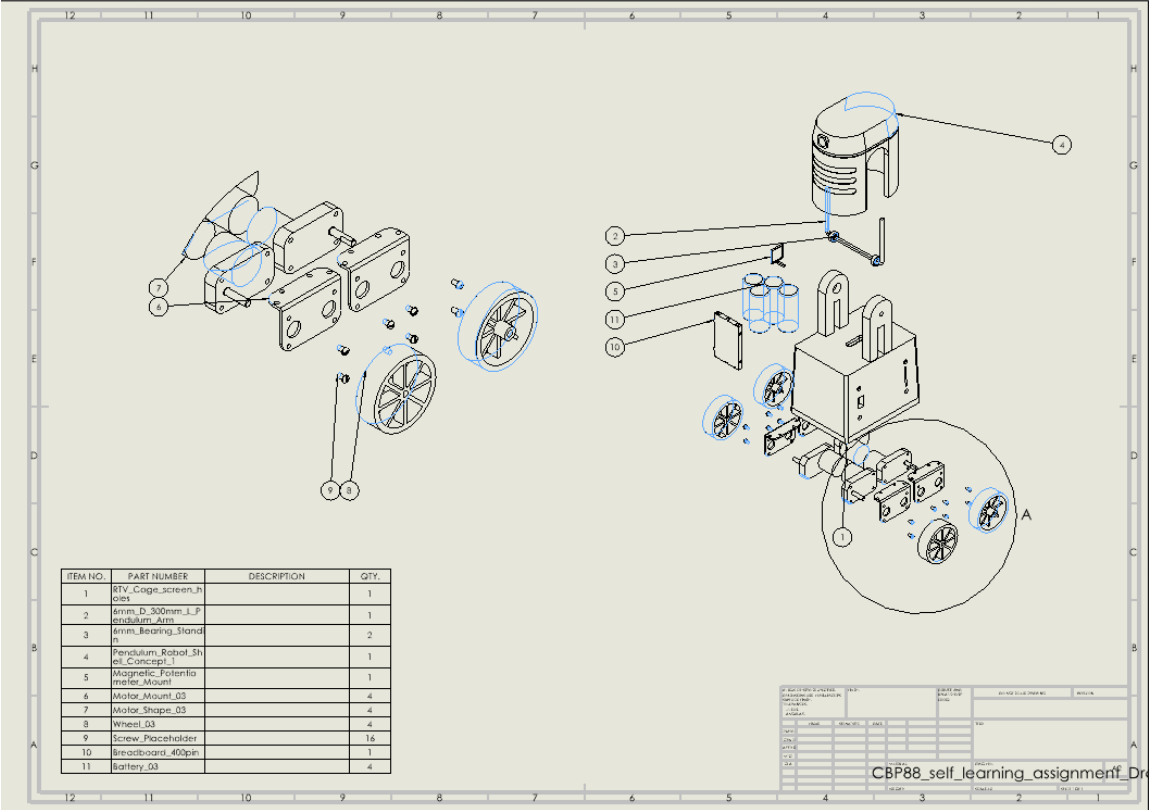 12 11 10 9 8 7 6 5 4 3 2 1
H H
G G
F F
E E
D D
C C
B B
A A
4
2
3
5
11
10
7
6
9 8
1
A
ITEM NO. PART NUMBER DESCRIPTION QTY.
1 RTV_Cage_screen_h
oles 1
2 6mm_D_300mm_L_P
endulum_Arm 1
3 6mm_Bearing_Standi
n 2
4 Pendulum_Robot_Sh
ell_Concept_1 1
5 Magnetic_Potentio
meter_Mount 1
6 Motor_Mount_03 4
7 Motor_Shape_03 4
8 Wheel_03 4
9 Screw_Placeholder 16
10 Breadboard_400pin 1
11 Battery_03 4
CBP88_self_learning_assignment_Dr
12 11 10 9 8 7 6 5 4 3 2 1